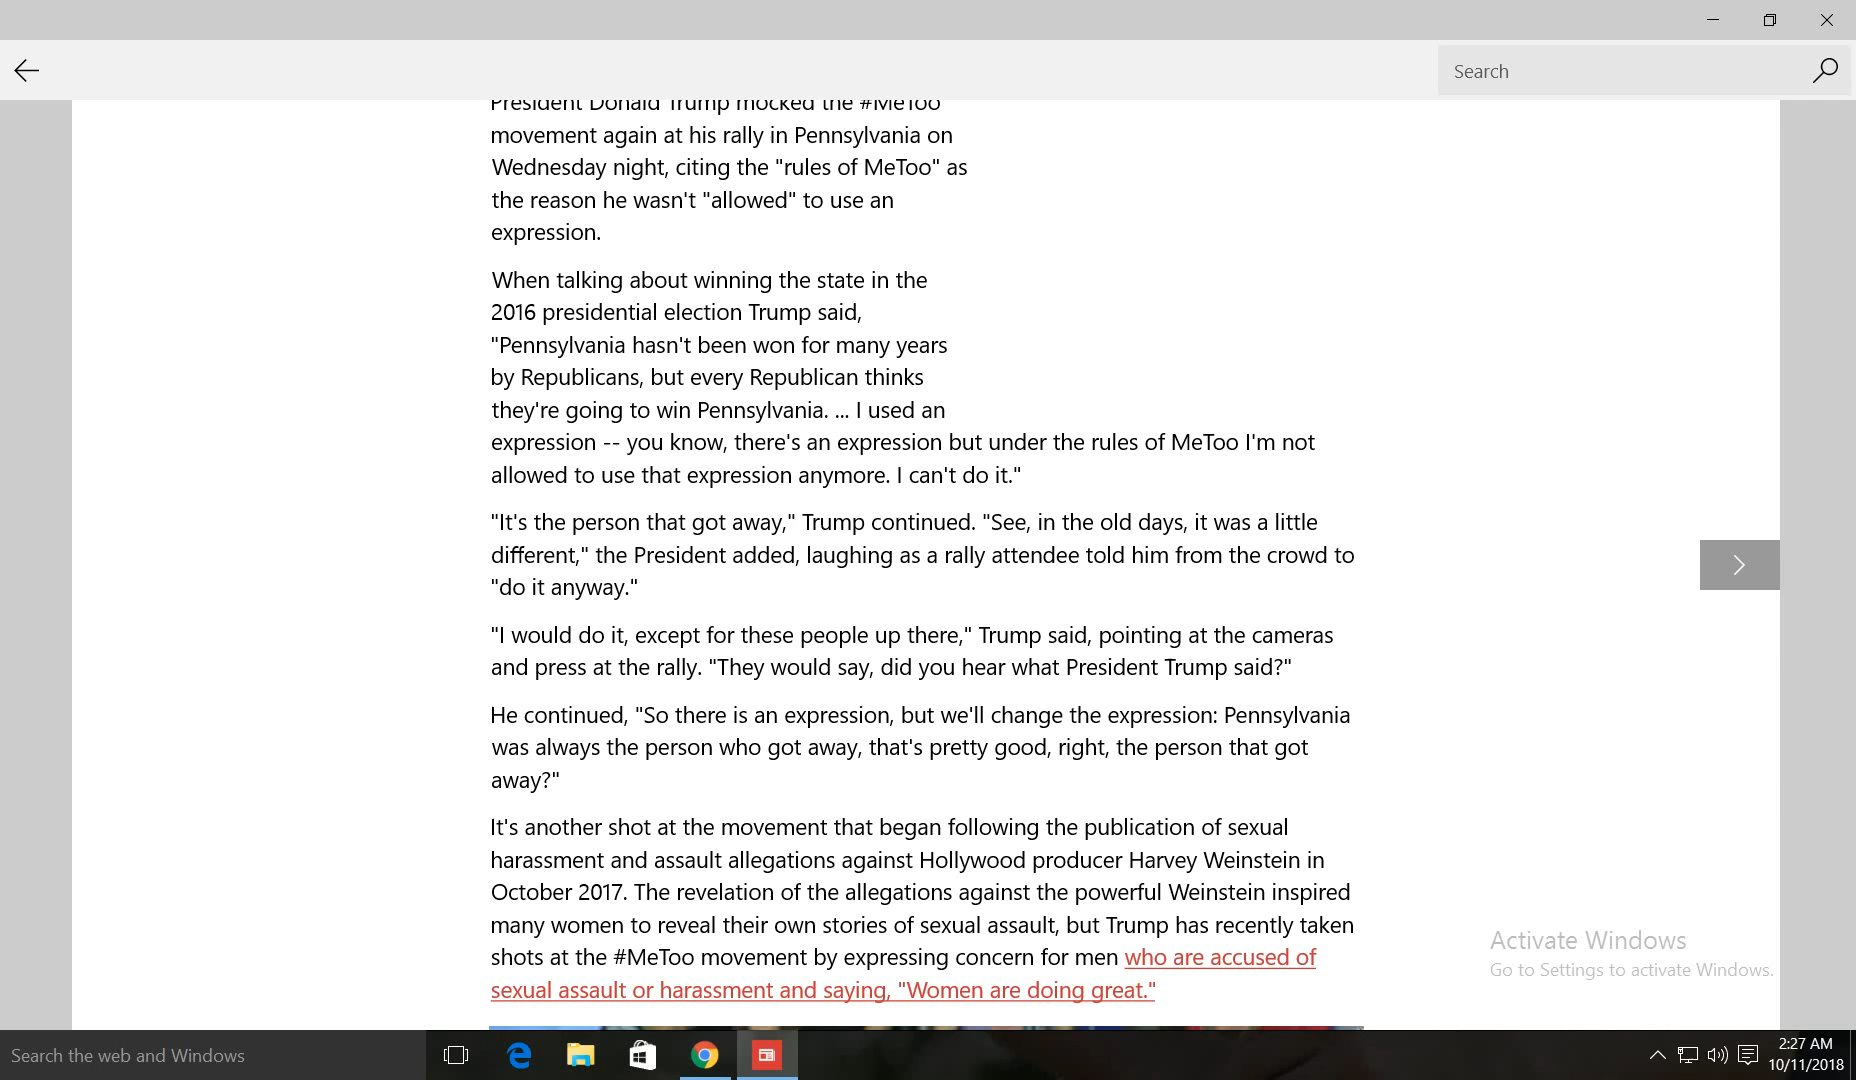 Search
President Donald Trump mocked the #MeToo
movement again at his rally in Pennsylvania on
Wednesday night, citing the "rules of MeToo" as
the reason he wasn't "allowed" to use an
expression.
When talking about winning the state in the
2016 presidential election Trump said,
"Pennsylvania hasn't been won for many years
by Republicans, but every Republican thinks
they're going to win Pennsylvania. ... I used an
expression -- you know, there's an expression but under the rules of MeToo I'm not
allowed to use that expression anymore. I can't do it."
"It's the person that got away," Trump continued. "See, in the old days, it was a little
different," the President added, laughing as a rally attendee told him from the crowd to
"do it anyway."
"I would do it, except for these people up there," Trump said, pointing at the cameras
and press at the rally. "They would say, did you hear what President Trump said?"
He continued, "So there is an expression, but we'll change the expression: Pennsylvania
was always the person who got away, that's pretty good, right, the person that got
away?"
It's another shot at the movement that began following the publication of sexual
harassment and assault allegations against Hollywood producer Harvey Weinstein in
October 2017. The revelation of the allegations against the powerful Weinstein inspired
many women to reveal their own stories of sexual assault, but Trump has recently taken
shots at the #MeToo movement by expressing concern for men who are accused of
sexual assault or harassment and saying, "Women are doing great."
Activate Windows
Go to Settings to activate Windows.
Search the web and Windows
2:27 AM
10/11/2018